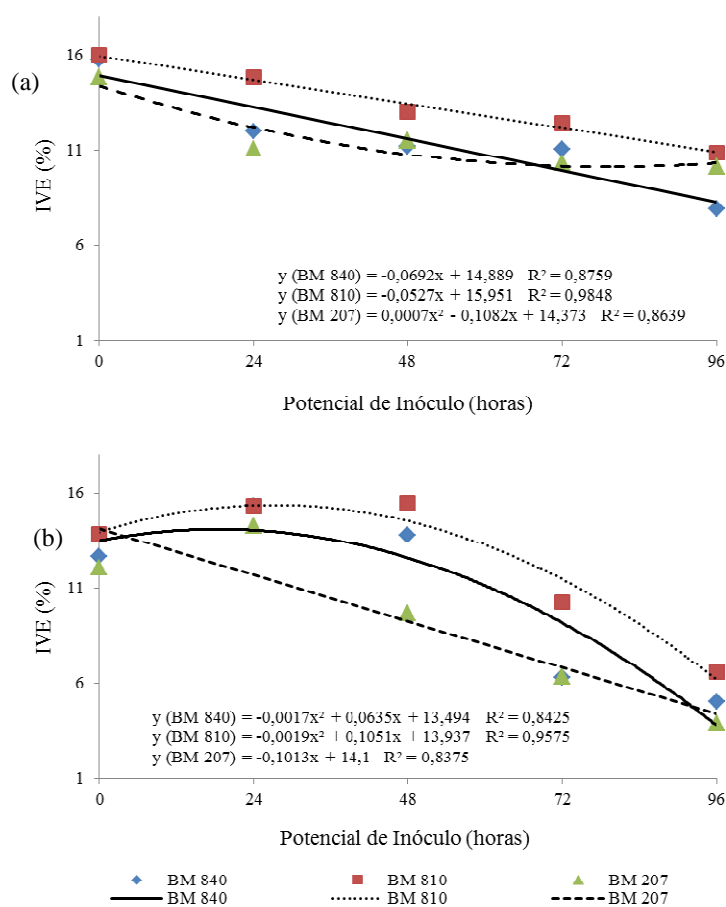 (a)
IVE (%)
16
11
6
1
y (BM 840) = -0,0692x + 14,889 R² = 0,8759
y (BM 810) = -0,0527x + 15,951 R² = 0,9848
y (BM 207) = 0,0007x² - 0,1082x + 14,373 R² = 0,8639
0 24 48 72 96
Potencial de Inóculo (horas)
(b)
IVE (%)
16
11
6
1
y (BM 840) = -0,0017x² + 0,0635x + 13,494 R² = 0,8425
y (BM 810) = -0,0019x² + 0,1051x + 13,937 R² = 0,9575
y (BM 207) = -0,1013x + 14,1 R² = 0,8375
0 24 48 72 96
Potencial de Inóculo (horas)
BM 840 BM 810 BM 207
BM 840 BM 810 BM 207